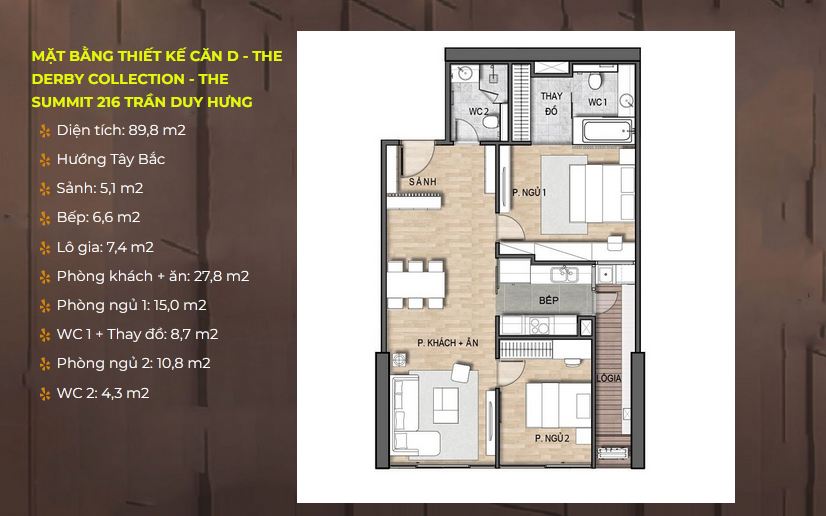 MẶT BẰNG THIẾT KẾ CĂN D - THE
DERBY COLLECTION - THE
SUMMIT 216 TRẦN DUY HƯNG
Diện tích: 89,8 m2
Hướng Tây Bắc
Sảnh: 5,1 m2
Bếp: 6,6 m2
Lô gia: 7,4 m2
Phòng khách + ăn: 27,8 m2
Phòng ngủ 1: 15,0 m2
WC 1 + Thay đồ: 8,7 m2
Phòng ngủ 2: 10,8 m2
WC 2: 4,3 m2
WC 2
THAY
ĐỒ
WC 1
SẢNH
P. NGỦ 1
BẾP
P. KHÁCH + ĂN
LÔGIA
P. NGỦ 2